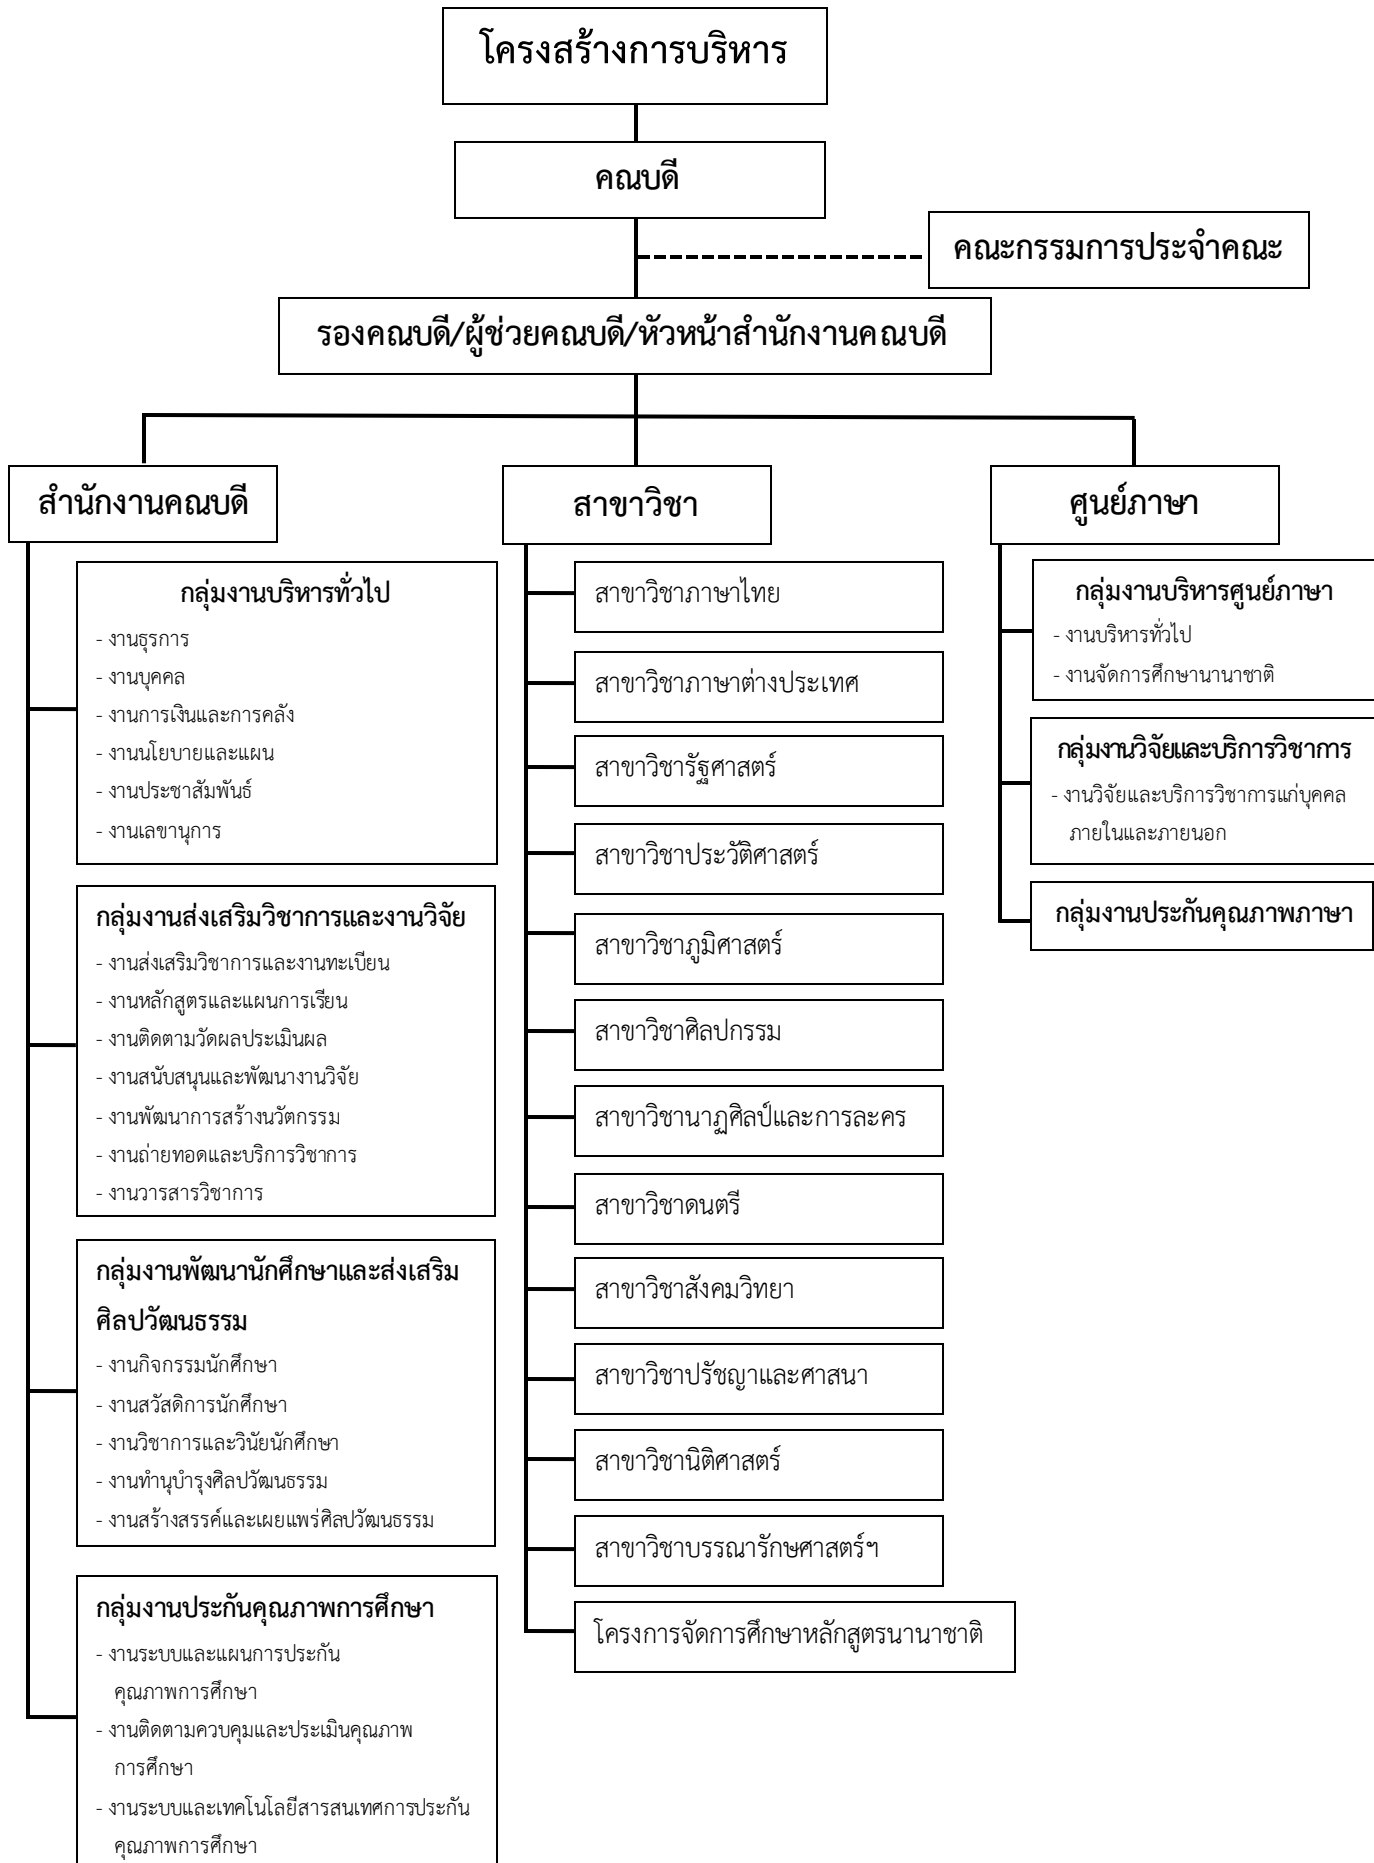 โครงสร้างการบริหาร
คณบดี
คณะกรรมการประจำคณะ
รองคณบดี/ผู้ช่วยคณบดี/หัวหน้าสำนักงานคณบดี
สำนักงานคณบดี
กลุ่มงานบริหารทั่วไป
- งานธุรการ
- งานบุคคล
- งานการเงินและการคลัง
- งานนโยบายและแผน
- งานประชาสัมพันธ์
- งานเลขานุการ
กลุ่มงานส่งเสริมวิชาการและงานวิจัย
- งานส่งเสริมวิชาการและงานทะเบียน
- งานหลักสูตรและแผนการเรียน
- งานติดตามวัดผลประเมินผล
- งานสนับสนุนและพัฒนางานวิจัย
- งานพัฒนาการสร้างนวัตกรรม
- งานถ่ายทอดและบริการวิชาการ
- งานวารสารวิชาการ
กลุ่มงานพัฒนานักศึกษาและส่งเสริม
ศิลปวัฒนธรรม
- งานกิจกรรมนักศึกษา
- งานสวัสดิการนักศึกษา
- งานวิชาการและวินัยนักศึกษา
- งานทำนุบำรุงศิลปวัฒนธรรม
- งานสร้างสรรค์และเผยแพร่ศิลปวัฒนธรรม
กลุ่มงานประกันคุณภาพการศึกษา
- งานระบบและแผนการประกัน
คุณภาพการศึกษา
- งานติดตามควบคุมและประเมินคุณภาพ
การศึกษา
- งานระบบและเทคโนโลยีสารสนเทศการประกัน
คุณภาพการศึกษา
สาขาวิชา
สาขาวิชาภาษาไทย
สาขาวิชาภาษาต่างประเทศ
สาขาวิชารัฐศาสตร์
สาขาวิชาประวัติศาสตร์
สาขาวิชาภูมิศาสตร์
สาขาวิชาศิลปกรรม
สาขาวิชานาฏศิลป์และการละคร
สาขาวิชาดนตรี
สาขาวิชาสังคมวิทยา
สาขาวิชาปรัชญาและศาสนา
สาขาวิชานิติศาสตร์
สาขาวิชาบรรณารักษศาสตร์ฯ
โครงการจัดการศึกษาหลักสูตรนานาชาติ
ศูนย์ภาษา
กลุ่มงานบริหารศูนย์ภาษา
- งานบริหารทั่วไป
- งานจัดการศึกษานานาชาติ
กลุ่มงานวิจัยและบริการวิชาการ
- งานวิจัยและบริการวิชาการแก่บุคคล
ภายในและภายนอก
กลุ่มงานประกันคุณภาพภาษา